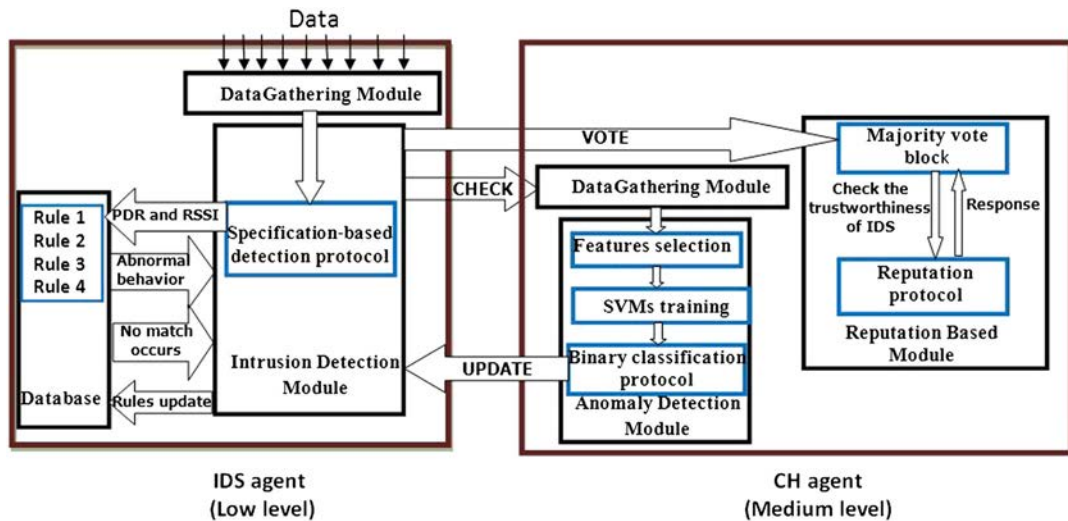 Data
DataGathering Module
VOTE
Majority vote
block
CHECK
DataGathering Module
Check the
trustworthiness
of IDS
Response
Rule 1
Rule 2
Rule 3
Rule 4
PDR and RSSI
Specification-based
detection protocol
Abnormal
behavior
Features selection
Reputation
protocol
SVMs training
No match
occurs
Intrusion Detection
Module
Reputation Based
Module
UPDATE
Binary classification
protocol
Database
Rules update
Anomaly Detection
Module
IDS agent
(Low level)
CH agent
(Medium level)